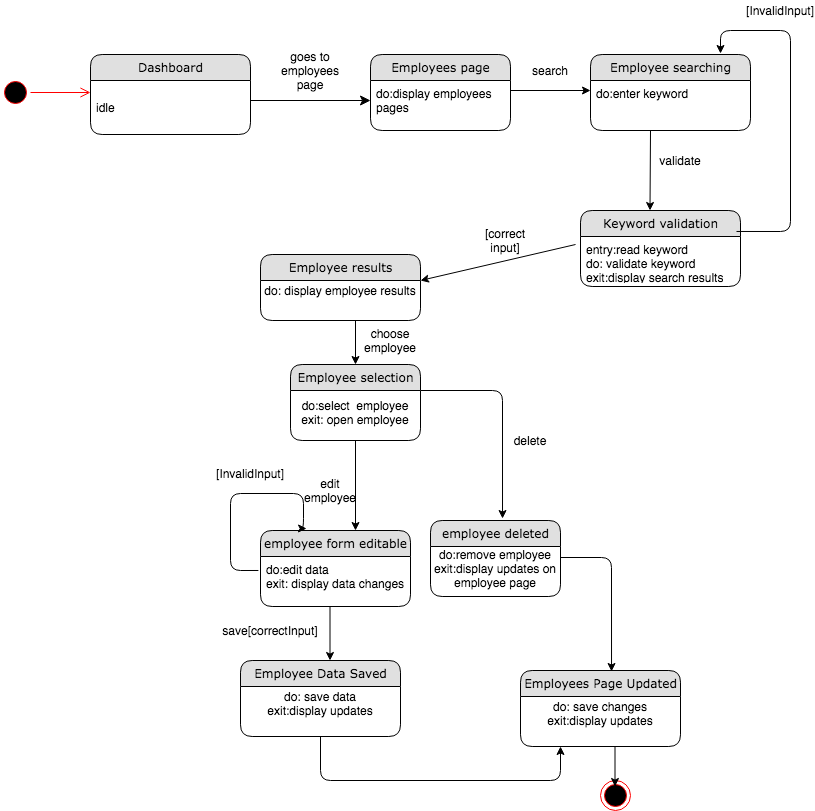 [InvalidInput]
Dashboard
idle
goes to
employees
page
Employees page
do:display employees
pages
search
Employee searching
do:enter keyword
validate
Keyword validation
entry:read keyword
do: validate keyword
exit:display search results
[correct
input]
Employee results
do: display employee results
choose
employee
Employee selection
do:select  employee
exit: open employee
delete
[InvalidInput]
edit
employee
employee form editable
do:edit data
exit: display data changes
employee deleted
do:remove employee
exit:display updates on
employee page
save[correctInput]
Employee Data Saved
do: save data
exit:display updates
Employees Page Updated
do: save changes
exit:display updates